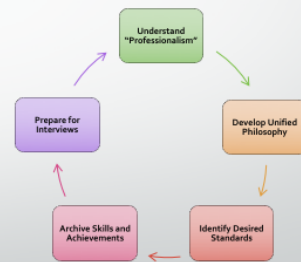 Understand
"Professionalism"
Develop Unified
Philosophy
Identify Desired
Standards
Archive Skills and
Achievements
Prepare for
Interviews